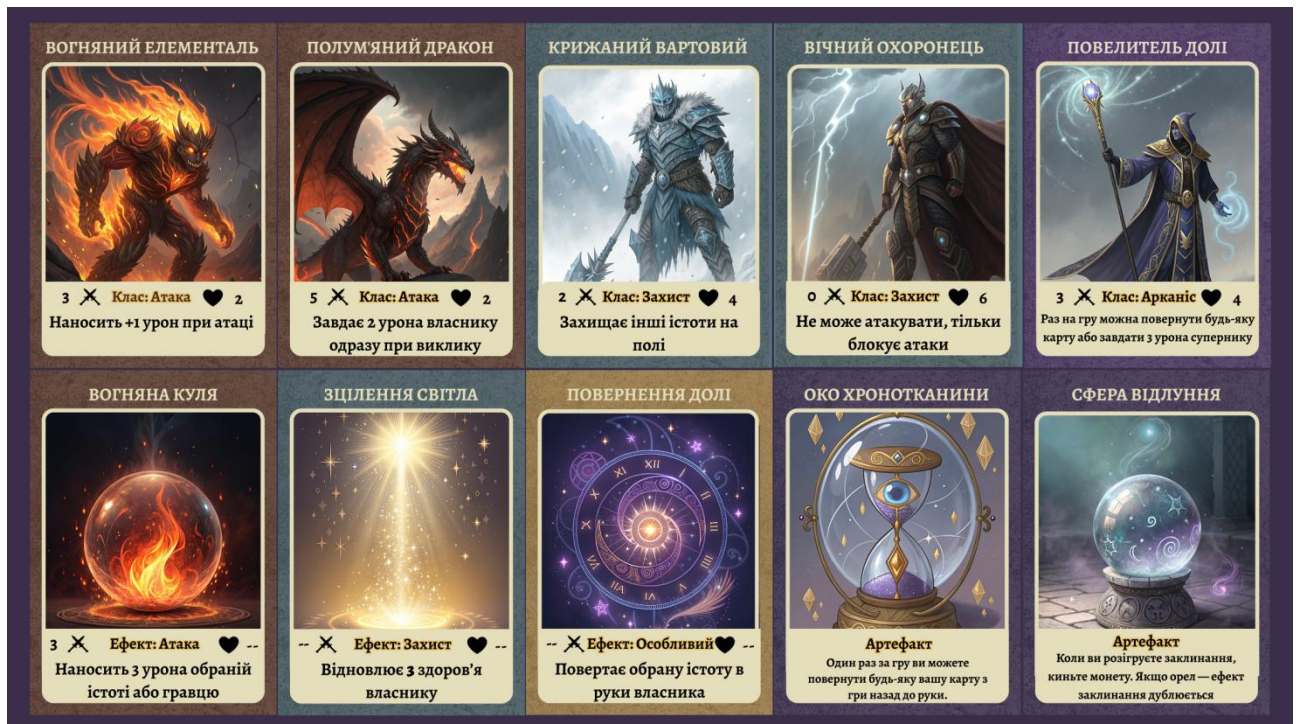 ВОГНЯНИЙ ЕЛЕМЕНТАЛЬ
3 Клас: Атака 2
Наносить +1 урон при атаці
ПОЛУМ'ЯНИЙ ДРАКОН
5 Клас: Атака 2
Завдає 2 урона власнику
одразу при виклику
КРИЖАНИЙ ВАРТОВИЙ
2 Клас: Захист 4
Захищає інші істоти на
полі
ВІЧНИЙ ОХОРОНЕЦЬ
0 Клас: Захист 6
Не може атакувати, тільки
блокує атаки
ПОВЕЛИТЕЛЬ ДОЛІ
3 Клас: Арканіс 4
Раз на гру можна повернути будь-яку
карту або завдати 3 урона супернику
ВОГНЯНА КУЛЯ
3 Ефект: Атака --
Наносить 3 урона обраній
істоті або гравцю
ЗЦІЛЕННЯ СВІТЛА
-- Ефект: Захист --
Відновлює 3 здоров'я
власнику
ПОВЕРНЕННЯ ДОЛІ
XII I II III V IV VII X XI
-- Ефект: Особливий --
Повертає обрану істоту в
руки власника
ОКО ХРОНОТКАНИНИ
Артефакт
Один раз за гру ви можете
повернути будь-яку вашу карту з
гри назад до руки.
СФЕРА ВІДЛУННЯ
Артефакт
Коли ви розігруєте заклинання,
киньте монету. Якщо орел — ефект
заклинання дублюється